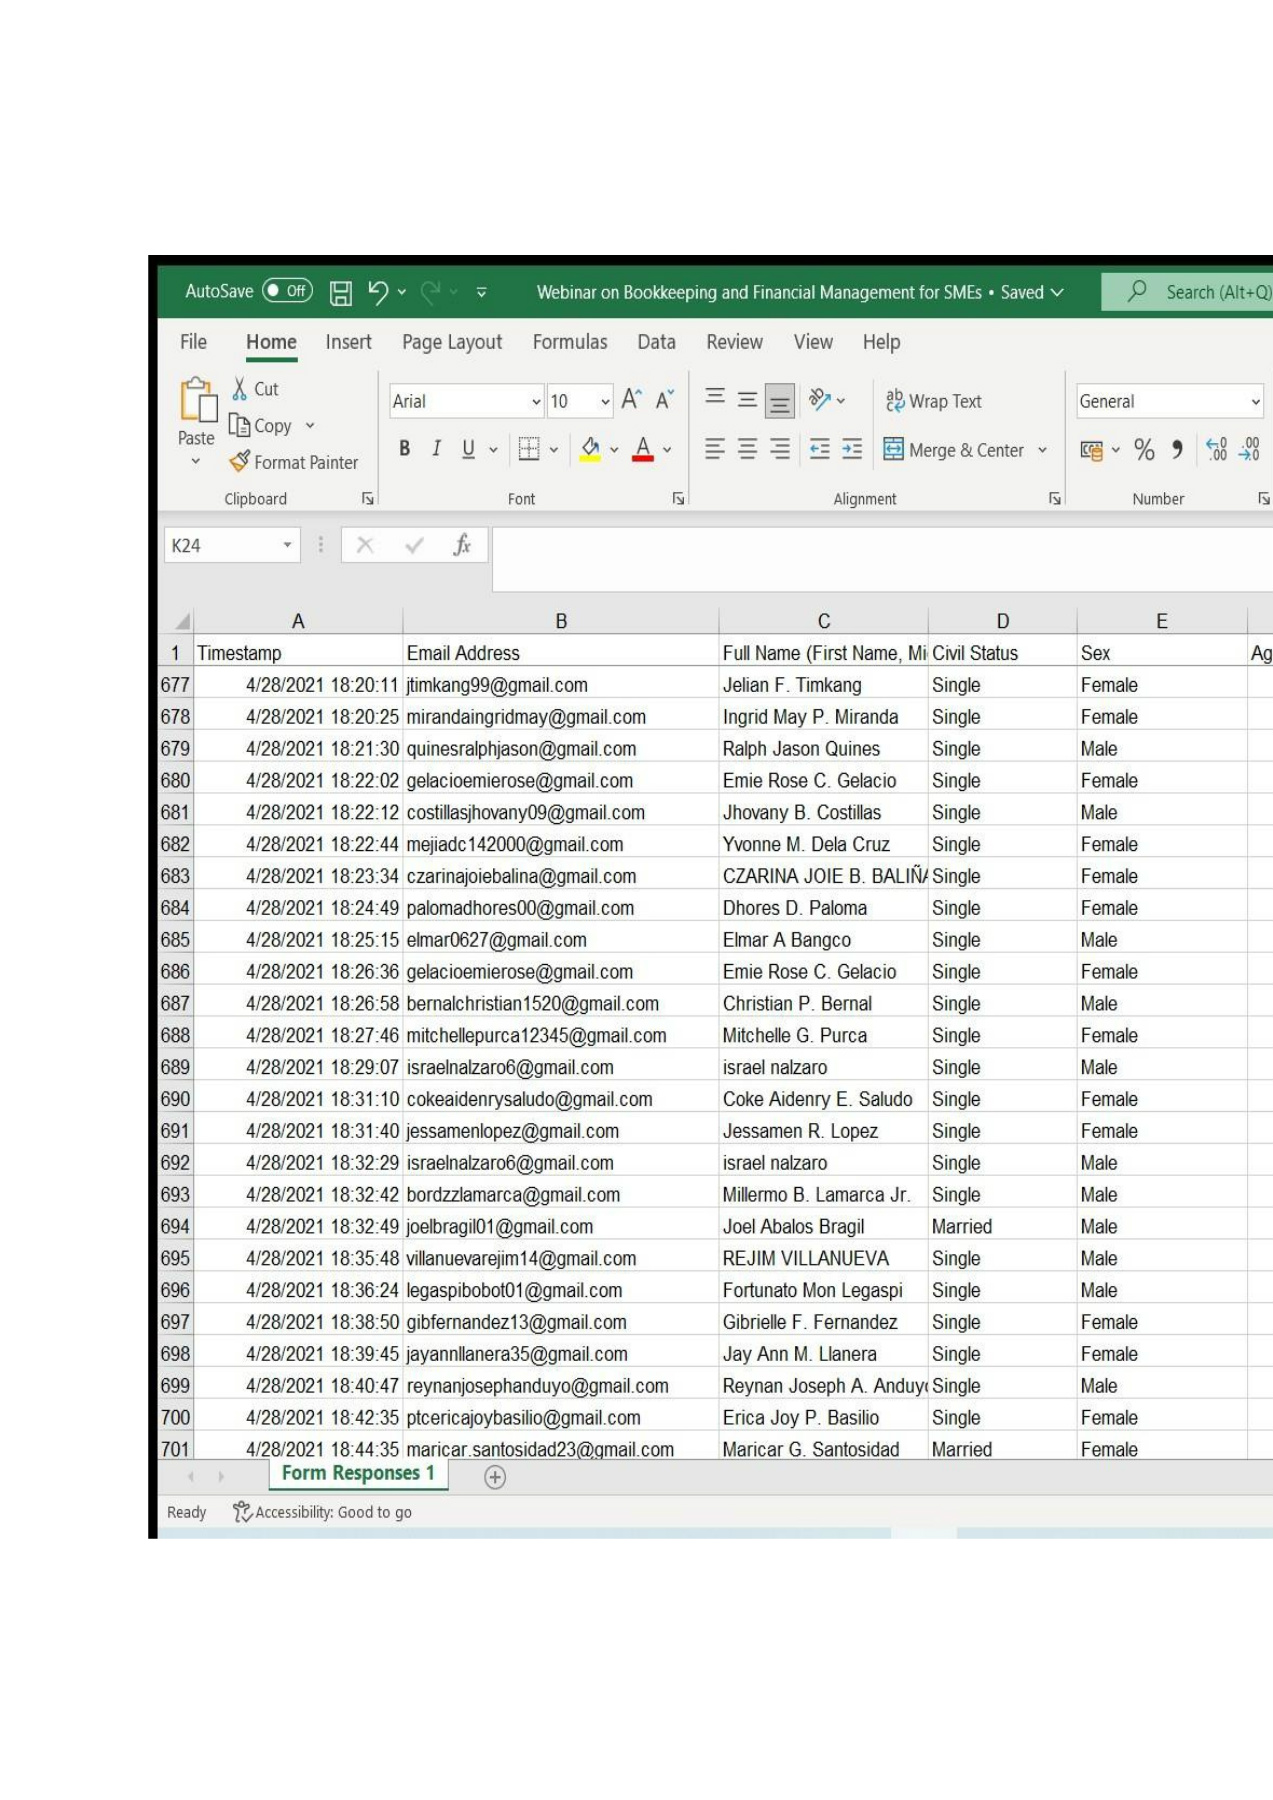 AutoSave Off Webinar on Bookkeeping and Financial Management for SMEs • Saved Search (Alt+Q)
File Home Insert Page Layout Formulas Data Review View Help
Paste Cut Copy Format Painter Arial 10 Wrap Text Merge & Center General
Clipboard Font Alignment Number
K24 fx
A B C D E
1 Timestamp Email Address Full Name (First Name, Mi Civil Status Sex Ag
677 4/28/2021 18:20:11 jtimkang99@gmail.com Jelian F. Timkang Single Female
678 4/28/2021 18:20:25 mirandaingridmay@gmail.com Ingrid May P. Miranda Single Female
679 4/28/2021 18:21:30 quinesralphjason@gmail.com Ralph Jason Quines Single Male
680 4/28/2021 18:22:02 gelacioemierose@gmail.com Emie Rose C. Gelacio Single Female
681 4/28/2021 18:22:12 costillasjhovany09@gmail.com Jhovany B. Costillas Single Male
682 4/28/2021 18:22:44 mejiadc142000@gmail.com Yvonne M. Dela Cruz Single Female
683 4/28/2021 18:23:34 czarinajoiebalina@gmail.com CZARINA JOIE B. BALIÑA Single Female
684 4/28/2021 18:24:49 palomadhores00@gmail.com Dhores D. Paloma Single Female
685 4/28/2021 18:25:15 elmar0627@gmail.com Elmar A Bangco Single Male
686 4/28/2021 18:26:36 gelacioemierose@gmail.com Emie Rose C. Gelacio Single Female
687 4/28/2021 18:26:58 bernalchristian1520@gmail.com Christian P. Bernal Single Male
688 4/28/2021 18:27:46 mitchellepurca12345@gmail.com Mitchelle G. Purca Single Female
689 4/28/2021 18:29:07 israelnalzaro6@gmail.com israel nalzaro Single Male
690 4/28/2021 18:31:10 cokeaidenrysaludo@gmail.com Coke Aidenry E. Saludo Single Female
691 4/28/2021 18:31:40 jessamenlopez@gmail.com Jessamen R. Lopez Single Female
692 4/28/2021 18:32:29 israelnalzaro6@gmail.com israel nalzaro Single Male
693 4/28/2021 18:32:42 bordzzlamarca@gmail.com Millermo B. Lamarca Jr. Single Male
694 4/28/2021 18:32:49 joelbragil01@gmail.com Joel Abalos Bragil Married Male
695 4/28/2021 18:35:48 villanuevarejim14@gmail.com REJIM VILLANUEVA Single Male
696 4/28/2021 18:36:24 legaspibobot01@gmail.com Fortunato Mon Legaspi Single Male
697 4/28/2021 18:38:50 gibfernandez13@gmail.com Gibrielle F. Fernandez Single Female
698 4/28/2021 18:39:45 jayannllanera35@gmail.com Jay Ann M. Llanera Single Female
699 4/28/2021 18:40:47 reynanjosephanduyo@gmail.com Reynan Joseph A. Anduyo Single Male
700 4/28/2021 18:42:35 ptcericajoybasilio@gmail.com Erica Joy P. Basilio Single Female
701 4/28/2021 18:44:35 maricar.santosidad23@gmail.com Maricar G. Santosidad Married Female
Form Responses 1
Ready Accessibility: Good to go